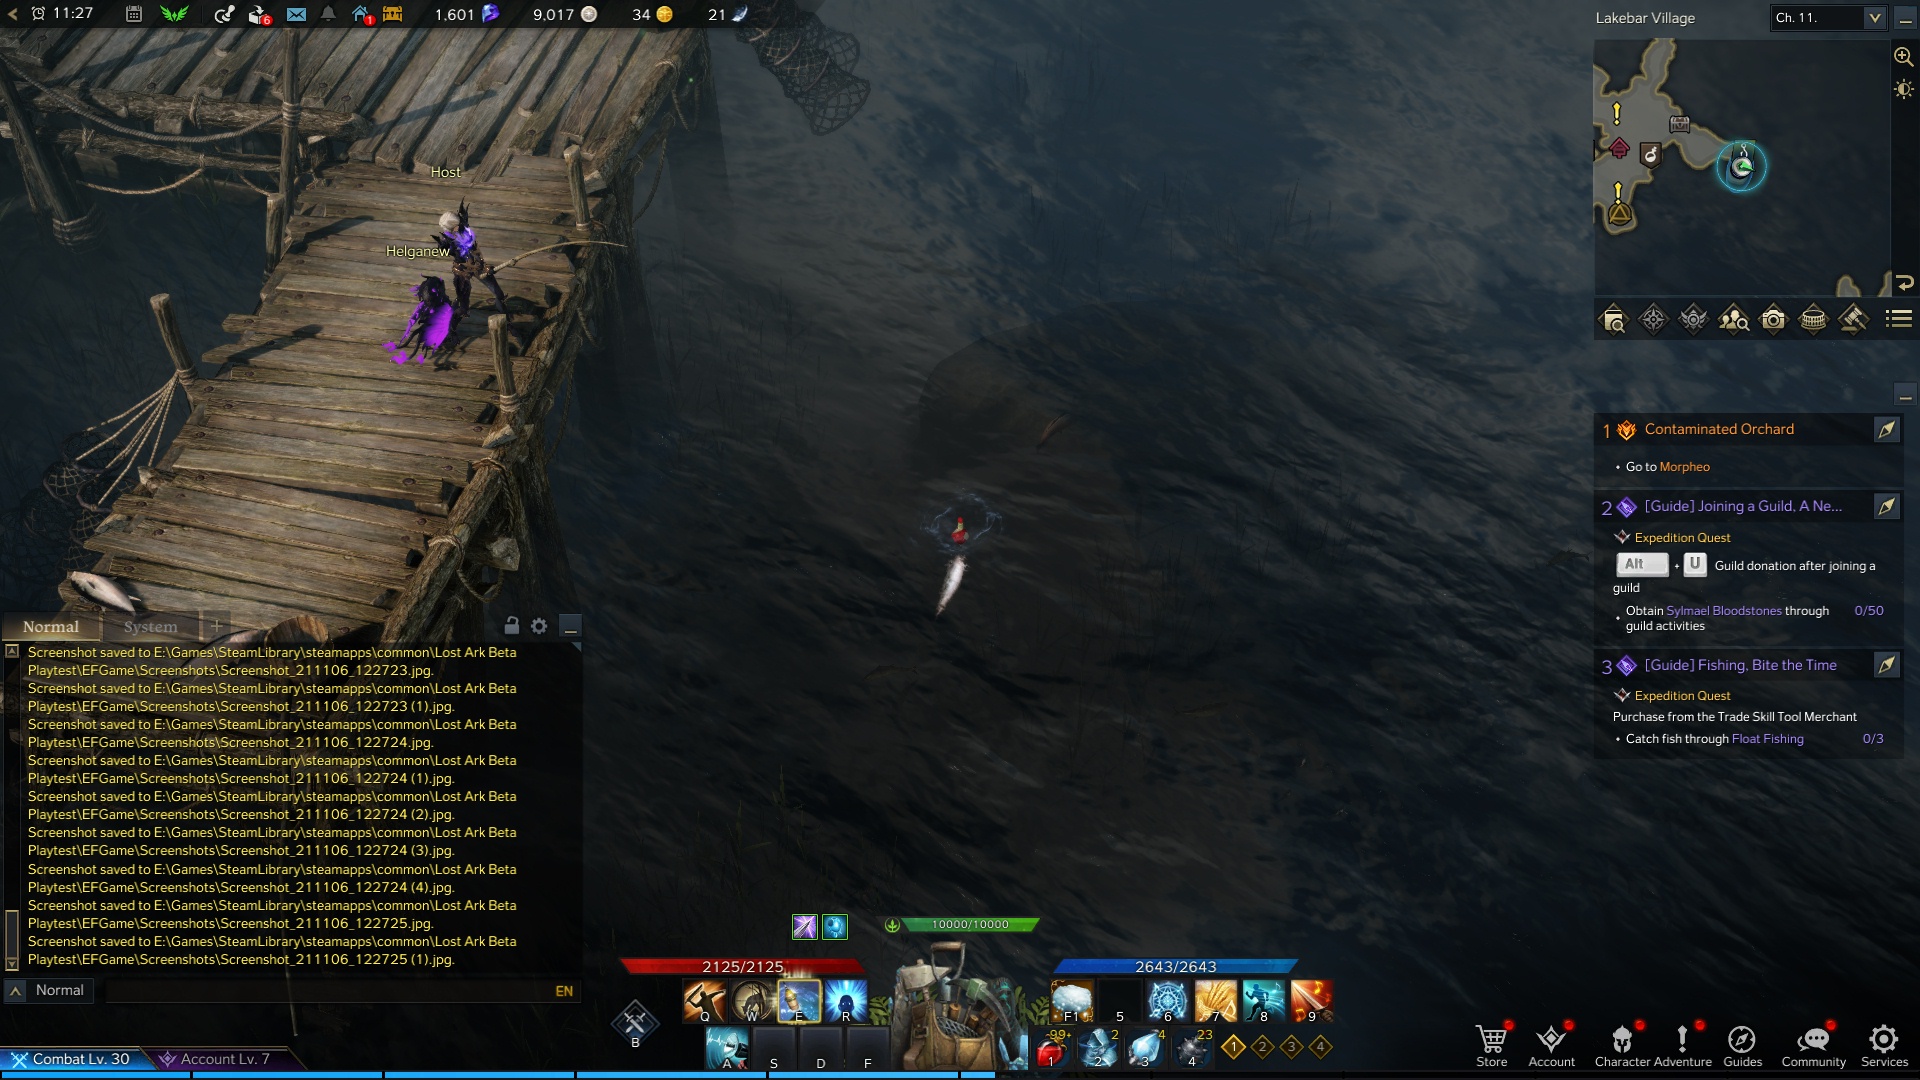 11:27
6
1
1,601
9,017
34
21
Lakebar Village
Ch. 11.
Host
Helganew
1 Contaminated Orchard
• Go to Morpheo
2 [Guide] Joining a Guild, A Ne...
Expedition Quest
Alt + U Guild donation after joining a
guild
• Obtain Sylmael Bloodstones through 0/50
guild activities
3 [Guide] Fishing, Bite the Time
Expedition Quest
Purchase from the Trade Skill Tool Merchant
• Catch fish through Float Fishing 0/3
Normal System +
Screenshot saved to E:\Games\SteamLibrary\steamapps\common\Lost Ark Beta
Playtest\EFGame\Screenshots\Screenshot_211106_122723.jpg.
Screenshot saved to E:\Games\SteamLibrary\steamapps\common\Lost Ark Beta
Playtest\EFGame\Screenshots\Screenshot_211106_122723 (1).jpg.
Screenshot saved to E:\Games\SteamLibrary\steamapps\common\Lost Ark Beta
Playtest\EFGame\Screenshots\Screenshot_211106_122724.jpg.
Screenshot saved to E:\Games\SteamLibrary\steamapps\common\Lost Ark Beta
Playtest\EFGame\Screenshots\Screenshot_211106_122724 (1).jpg.
Screenshot saved to E:\Games\SteamLibrary\steamapps\common\Lost Ark Beta
Playtest\EFGame\Screenshots\Screenshot_211106_122724 (2).jpg.
Screenshot saved to E:\Games\SteamLibrary\steamapps\common\Lost Ark Beta
Playtest\EFGame\Screenshots\Screenshot_211106_122724 (3).jpg.
Screenshot saved to E:\Games\SteamLibrary\steamapps\common\Lost Ark Beta
Playtest\EFGame\Screenshots\Screenshot_211106_122724 (4).jpg.
Screenshot saved to E:\Games\SteamLibrary\steamapps\common\Lost Ark Beta
Playtest\EFGame\Screenshots\Screenshot_211106_122725.jpg.
Screenshot saved to E:\Games\SteamLibrary\steamapps\common\Lost Ark Beta
Playtest\EFGame\Screenshots\Screenshot_211106_122725 (1).jpg.
Normal EN
10000/10000
2125/2125
2643/2643
Q W E R
F1 5 6 7 8 9
B
A S D F
99+ 2 4 23
1 2 3 4
1 2 3 4
Combat Lv. 30 Account Lv. 7
Store Account Character Adventure Guides Community Services